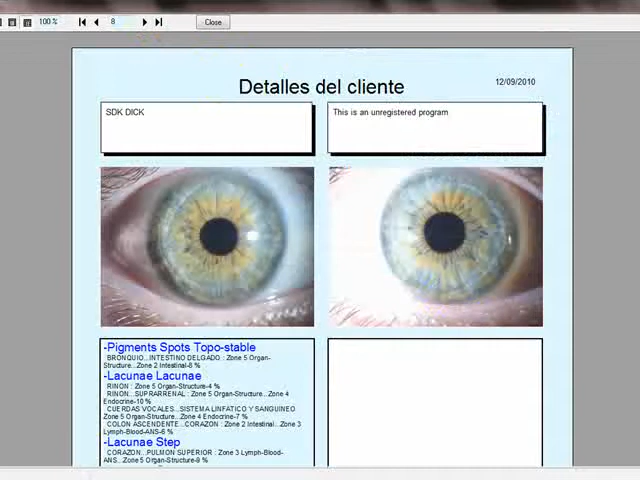 100 %
8
Close
Detalles del cliente
12/09/2010
SDK DICK
This is an unregistered program
-Pigments Spots Topo-stable
BRONQUIO...INTESTINO DELGADO : Zone 5 Organ-
Structure...Zone 2 Intestinal-8 %
-Lacunae Lacunae
RINON : Zone 5 Organ-Structure-4 %
RINON...SUPRARRENAL : Zone 5 Organ-Structure...Zone 4
Endocrine-10 %
CUERDAS VOCALES...SISTEMA LINFATICO Y SANGUINEO
Zone 5 Organ-Structure...Zone 4 Endocrine-7 %
COLON ASCENDENTE...CORAZON : Zone 2 Intestinal...Zone 3
Lymph-Blood-ANS-6 %
-Lacunae Step
CORAZON...PULMON SUPERIOR : Zone 3 Lymph-Blood-
ANS...Zone 5 Organ-Structure-9 %